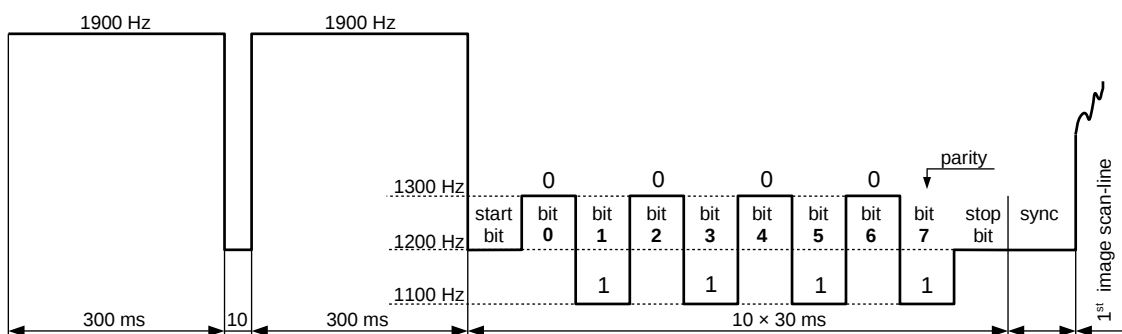 1900 Hz
1900 Hz
parity
0 0 0 0
1300 Hz
start bit bit bit bit bit bit bit bit stop sync
bit 0 1 2 3 4 5 6 7 bit
1200 Hz
1 1 1 1
1100 Hz
300 ms 10 300 ms 10 × 30 ms
1st image scan-line